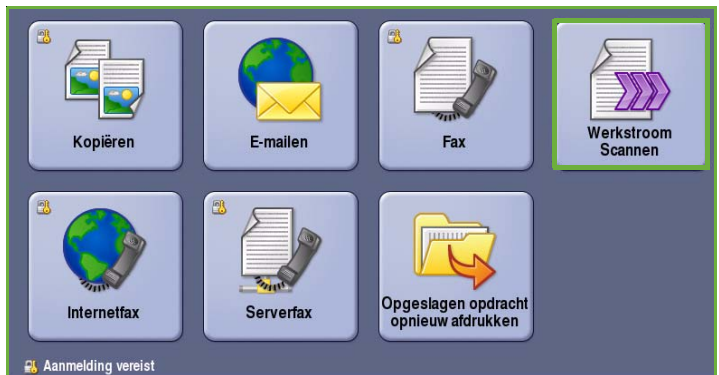 Kopiëren
E-mailen
Fax
Werkstroom
Scannen
Internetfax
Serverfax
Opgeslagen opdracht
opnieuw afdrukken
Aanmelding vereist